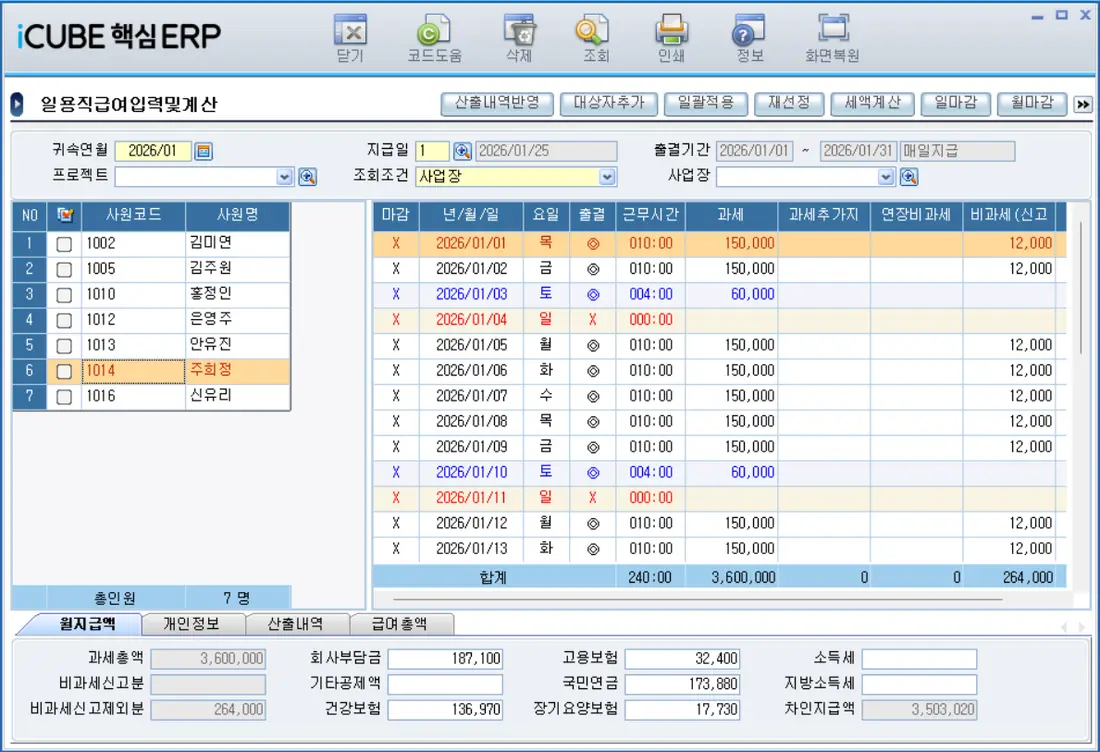 iCUBE 핵심ERP
닫기 코드도움 삭제 조회 인쇄 정보 화면복원
일용직급여입력및계산 산출내역반영 대상자추가 일괄적용 재선정 세액계산 일마감 월마감
귀속연월 2026/01 지급일 1 2026/01/25 출결기간 2026/01/01 ~ 2026/01/31 매일지급
프로젝트 조회조건 사업장 사업장
NO 사원코드 사원명
1 1002 김미연
2 1005 김주원
3 1010 홍정인
4 1012 은영주
5 1013 안유진
6 1014 주희정
7 1016 신유리
총인원 7 명
마감 년/월/일 요일 출결 근무시간 과세 과세추가지 연장비과세 비과세(신고
X 2026/01/01 목 ◎ 010:00 150,000 12,000
X 2026/01/02 금 ◎ 010:00 150,000 12,000
X 2026/01/03 토 ◎ 004:00 60,000
X 2026/01/04 일 X 000:00
X 2026/01/05 월 ◎ 010:00 150,000 12,000
X 2026/01/06 화 ◎ 010:00 150,000 12,000
X 2026/01/07 수 ◎ 010:00 150,000 12,000
X 2026/01/08 목 ◎ 010:00 150,000 12,000
X 2026/01/09 금 ◎ 010:00 150,000 12,000
X 2026/01/10 토 ◎ 004:00 60,000
X 2026/01/11 일 X 000:00
X 2026/01/12 월 ◎ 010:00 150,000 12,000
X 2026/01/13 화 ◎ 010:00 150,000 12,000
합계 240:00 3,600,000 0 0 264,000
월지급액 개인정보 산출내역 급여총액
과세총액 3,600,000 회사부담금 187,100 고용보험 32,400 소득세
비과세신고분 기타공제액 국민연금 173,880 지방소득세
비과세신고제외분 264,000 건강보험 136,970 장기요양보험 17,730 차인지급액 3,503,020